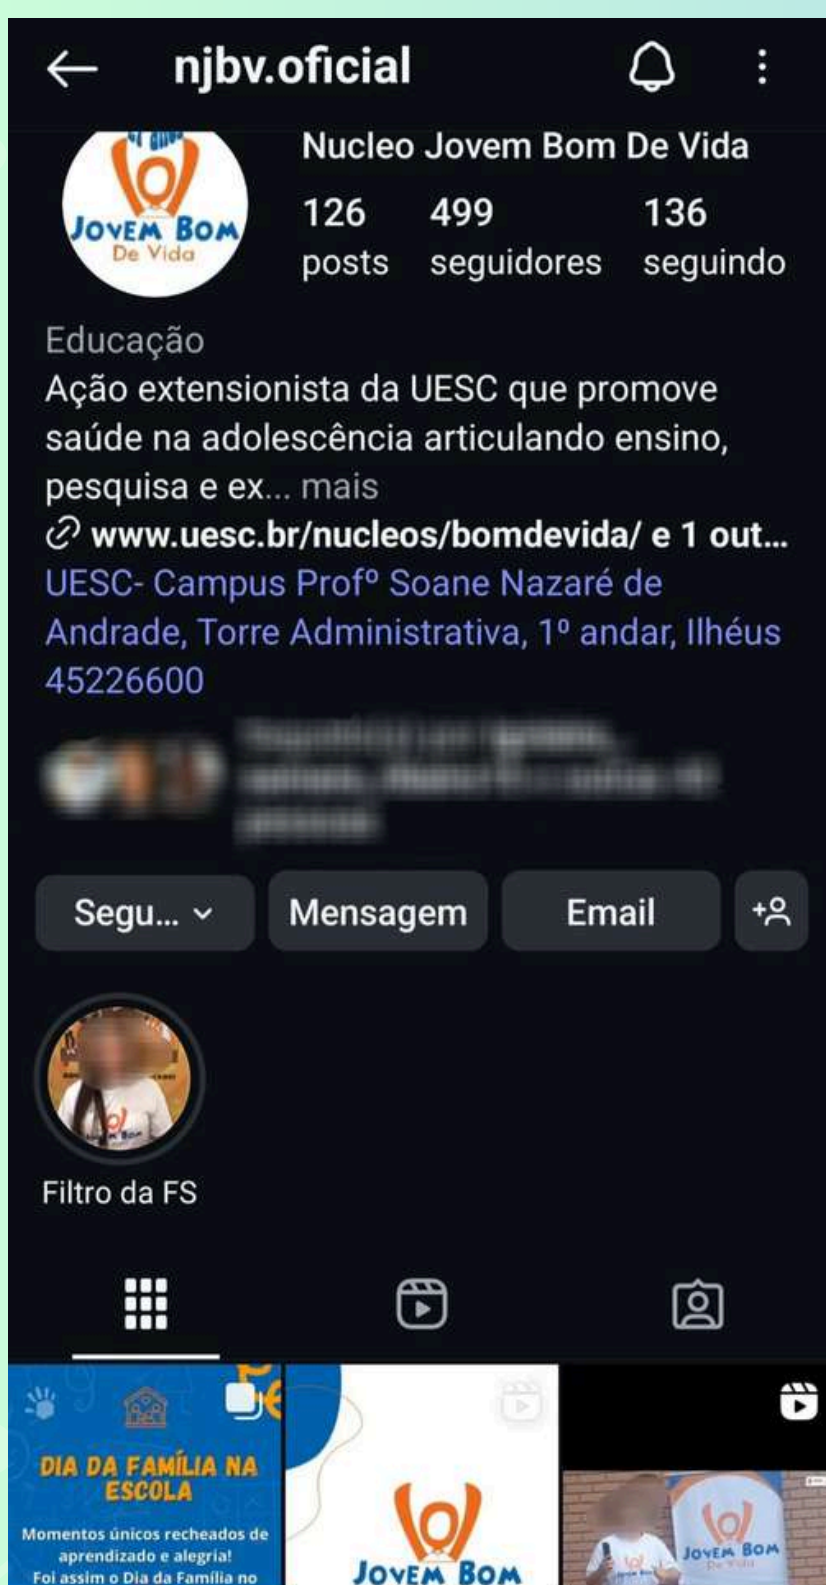 njbv.oficial
JOVEM BOM
De Vida
Nucleo Jovem Bom De Vida
126 499 136
posts seguidores seguindo
Educação
Ação extensionista da UESC que promove
saúde na adolescência articulando ensino,
pesquisa e ex... mais
www.uesc.br/nucleos/bomdevida/ e 1 out...
UESC- Campus Profº Soane Nazaré de
Andrade, Torre Administrativa, 1º andar, Ilhéus
45226600
Segu... Mensagem Email
Filtro da FS
DIA DA FAMÍLIA NA
ESCOLA
Momentos únicos recheados de
aprendizado e alegria!
Foi assim o Dia da Família no
JOVEM BOM
JOVEM BOM
De Vida